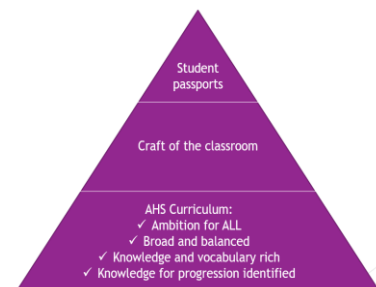 Student
passports
Craft of the classroom
AHS Curriculum:
✓ Ambition for ALL
✓ Broad and balanced
✓ Knowledge and vocabulary rich
✓ Knowledge for progression identified